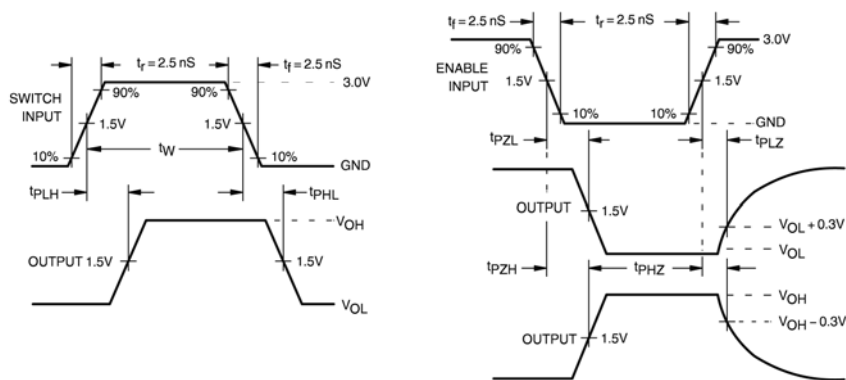 tr = 2.5 nS
tf = 2.5 nS
3.0V
SWITCH INPUT
90%
90%
1.5V
1.5V
tW
10%
10%
GND
tPLH
tPHL
VOH
OUTPUT 1.5V
1.5V
VOL
tf = 2.5 nS
tr = 2.5 nS
3.0V
90%
90%
ENABLE INPUT
1.5V
1.5V
10%
10%
GND
tPZL
tPLZ
OUTPUT
1.5V
VOL + 0.3V
VOL
tPZH
tPHZ
VOH
VOH – 0.3V
OUTPUT
1.5V